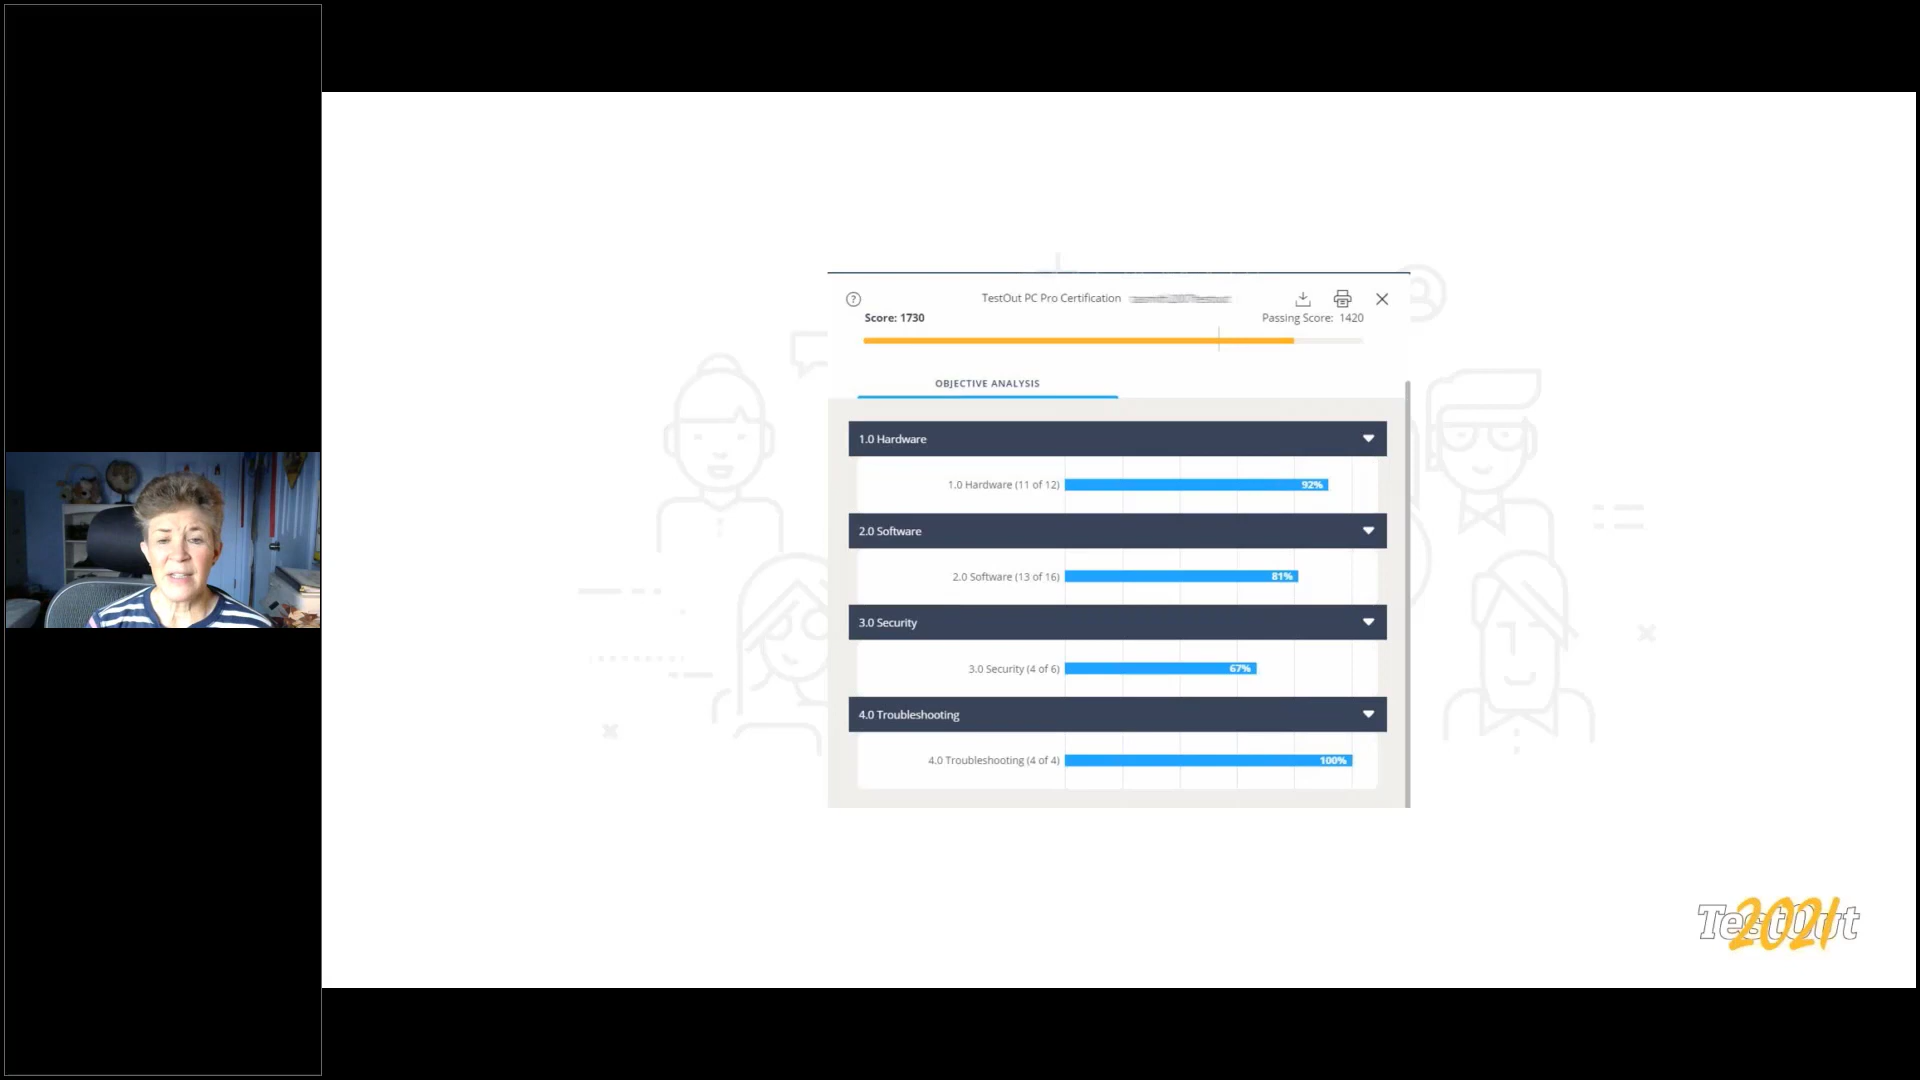 TestOut PC Pro Certification
Score: 1730
Passing Score: 1420
OBJECTIVE ANALYSIS
1.0 Hardware
1.0 Hardware (11 of 12)
92%
2.0 Software
2.0 Software (13 of 16)
81%
3.0 Security
3.0 Security (4 of 6)
67%
4.0 Troubleshooting
4.0 Troubleshooting (4 of 4)
100%
TestOut
2021